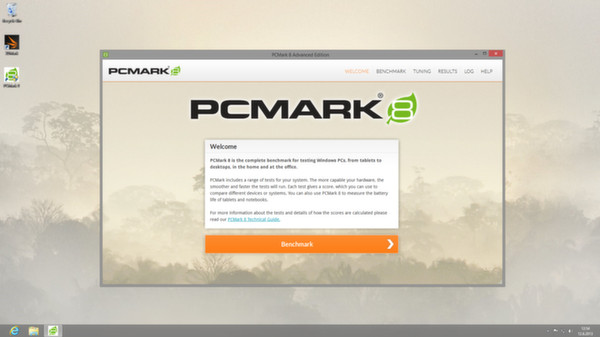 Recycle Bin
PCMark 8 Advanced Edition
PCMARK 8
WELCOME BENCHMARK TUNING RESULTS LOG HELP
PCMARK® 8
Welcome
PCMark 8 is the complete benchmark for testing Windows PCs, from tablets to
desktops, in the home and at the office.
PCMark includes a range of tests for your system. The more capable your hardware, the
smoother and faster the tests will run. Each test gives a score, which you can use to
compare different devices or systems. You can also use PCMark 8 to measure the battery
life of tablets and notebooks.
For more information about the tests and details of how the scores are calculated please
read our PCMark 8 Technical Guide.
Benchmark
PCMark 8